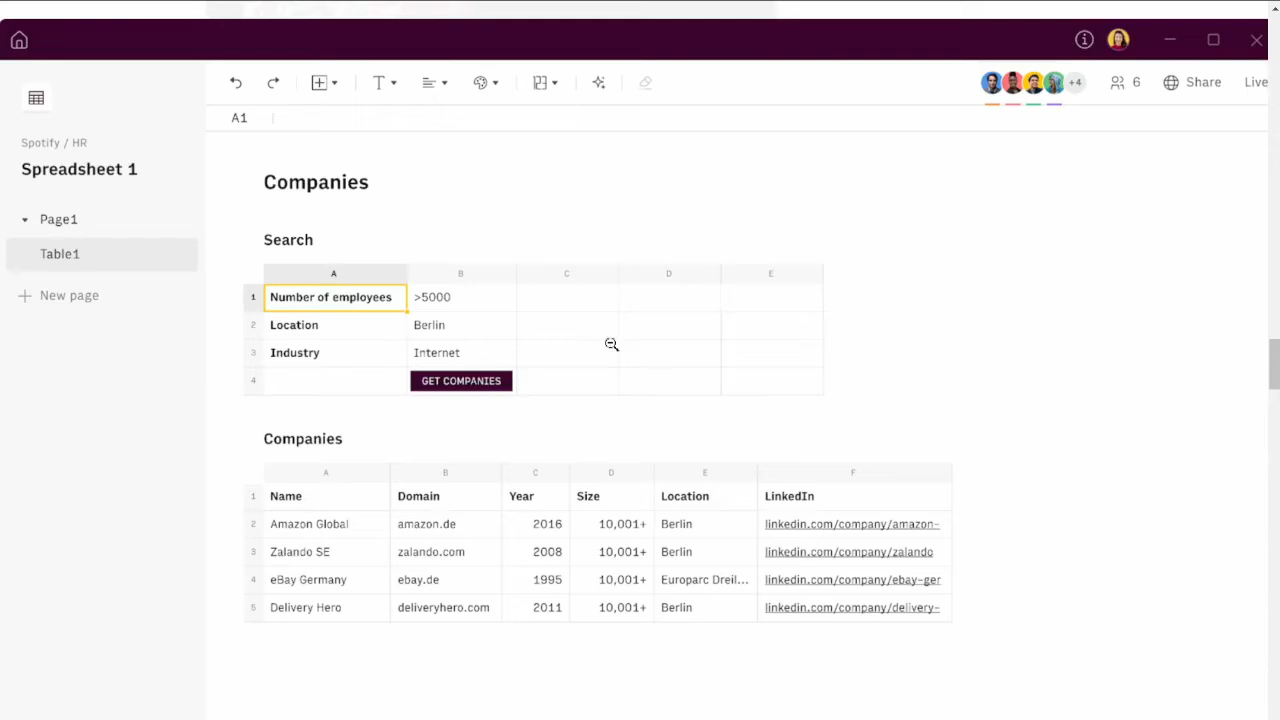 +4 6 Share Live
A1
Spotify / HR
Spreadsheet 1
Page1
Table1
New page
Companies
Search
A B C D E
1 Number of employees >5000
2 Location Berlin
3 Industry Internet
4 GET COMPANIES
Companies
A B C D E F
1 Name Domain Year Size Location LinkedIn
2 Amazon Global amazon.de 2016 10,001+ Berlin linkedin.com/company/amazon-
3 Zalando SE zalando.com 2008 10,001+ Berlin linkedin.com/company/zalando
4 eBay Germany ebay.de 1995 10,001+ Europarc Dreil... linkedin.com/company/ebay-ger
5 Delivery Hero deliveryhero.com 2011 10,001+ Berlin linkedin.com/company/delivery-